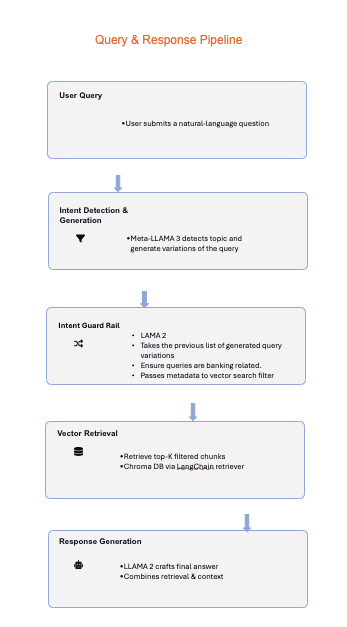 Query & Response Pipeline
User Query
•User submits a natural-language question
Intent Detection &
Generation
•Meta-LLAMA 3 detects topic and
generate variations of the query
Intent Guard Rail
• LAMA 2
• Takes the previous list of generated query
variations
• Ensure queries are banking related.
• Passes metadata to vector search filter
Vector Retrieval
•Retrieve top-K filtered chunks
•Chroma DB via LangChain retriever
Response Generation
•LLAMA 2 crafts final answer
•Combines retrieval & context